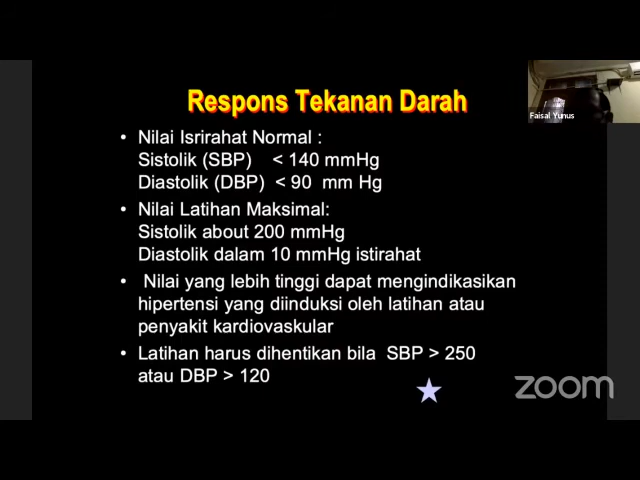 Respons Tekanan Darah
Faisal Yunus
• Nilai Isrirahat Normal :
Sistolik (SBP) < 140 mmHg
Diastolik (DBP) < 90 mm Hg
• Nilai Latihan Maksimal:
Sistolik about 200 mmHg
Diastolik dalam 10 mmHg istirahat
• Nilai yang lebih tinggi dapat mengindikasikan
hipertensi yang diinduksi oleh latihan atau
penyakit kardiovaskular
• Latihan harus dihentikan bila SBP > 250
atau DBP > 120
zoom